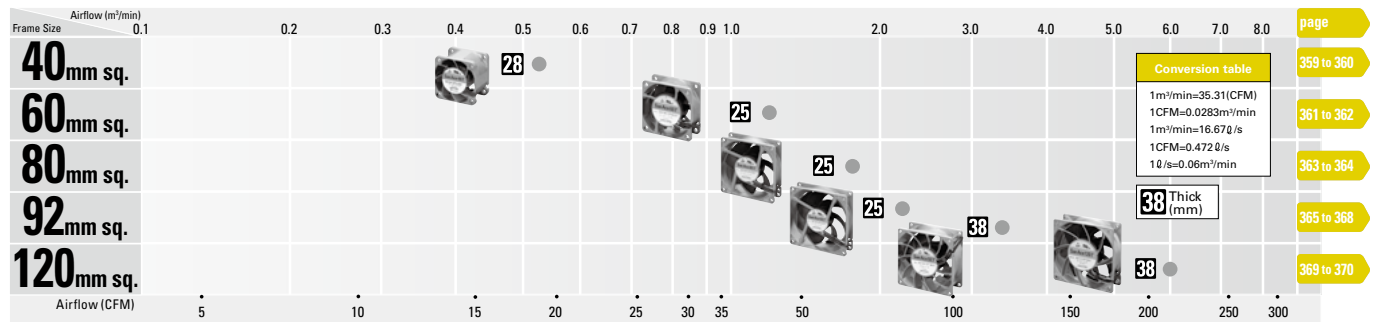 Airflow (m³/min)
Frame Size
0.1 0.2 0.3 0.4 0.5 0.6 0.7 0.8 0.9 1.0 2.0 3.0 4.0 5.0 6.0 7.0 8.0
page
40mm sq.
28
359 to 360
60mm sq.
25
361 to 362
80mm sq.
25
363 to 364
92mm sq.
25
38
365 to 368
120mm sq.
38
369 to 370
Conversion table
1m³/min=35.31(CFM)
1CFM=0.0283m³/min
1m³/min=16.67ℓ/s
1CFM=0.472ℓ/s
1ℓ/s=0.06m³/min
38 Thick
(mm)
Airflow (CFM)
5 10 15 20 25 30 35 50 100 150 200 250 300